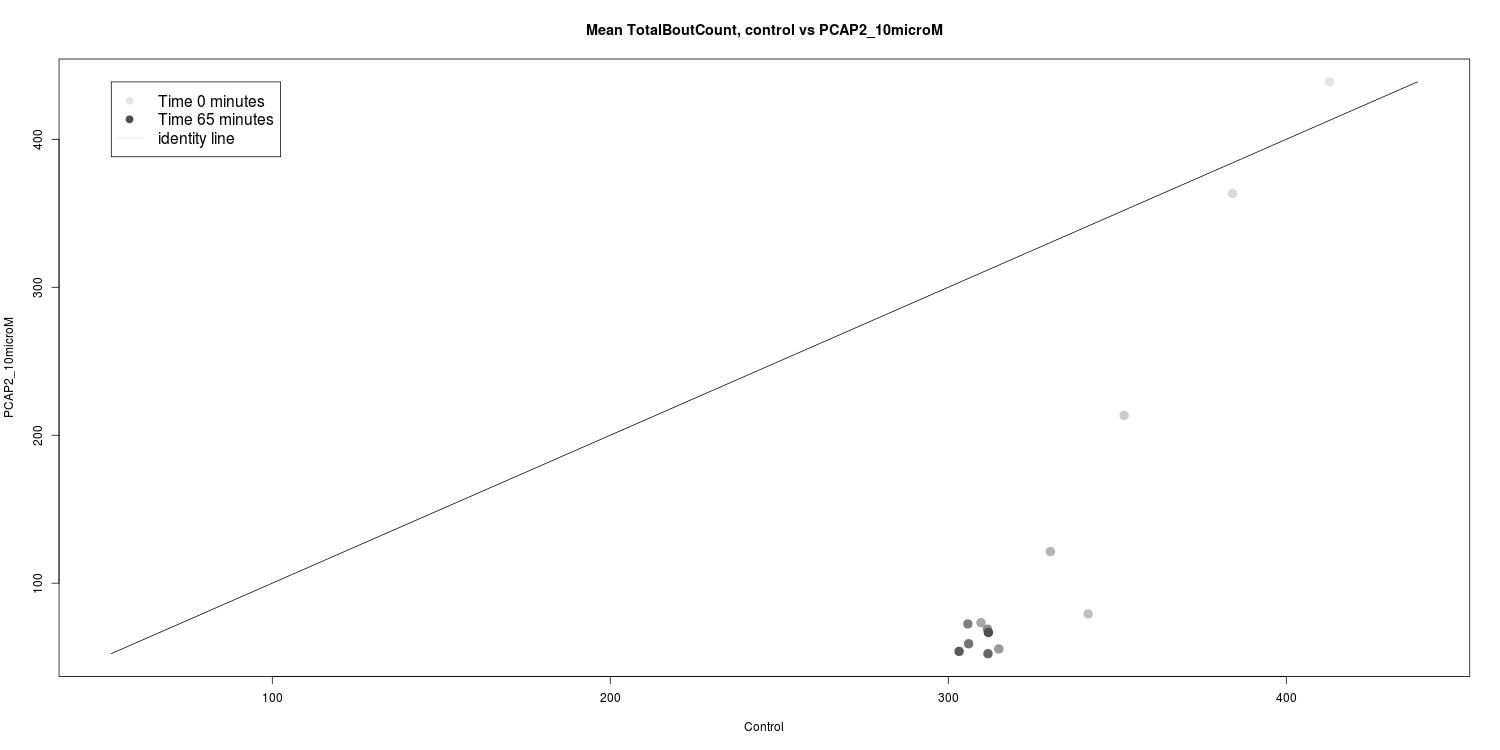 Mean TotalBoutCount, control vs PCAP2_10microM
Time 0 minutes
Time 65 minutes
identity line
400
300
200
100
PCAP2_10microM
100
200
300
400
Control